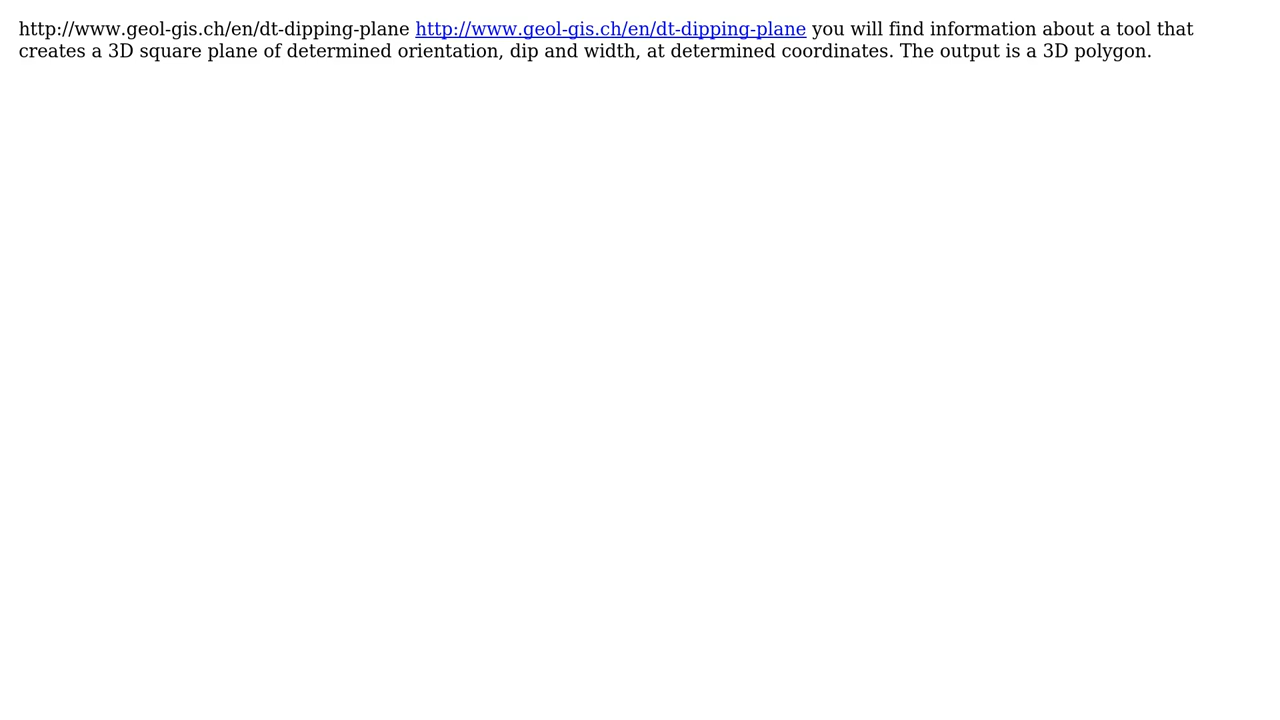 http://www.geol-gis.ch/en/dt-dipping-plane http://www.geol-gis.ch/en/dt-dipping-plane you will find information about a tool that
creates a 3D square plane of determined orientation, dip and width, at determined coordinates. The output is a 3D polygon.